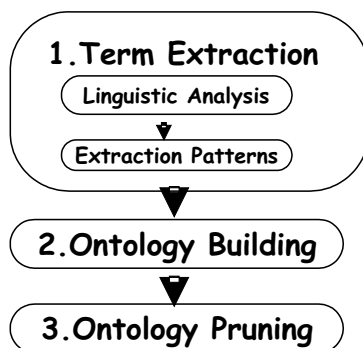 1.Term Extraction
Linguistic Analysis
Extraction Patterns
2.Ontology Building
3.Ontology Pruning